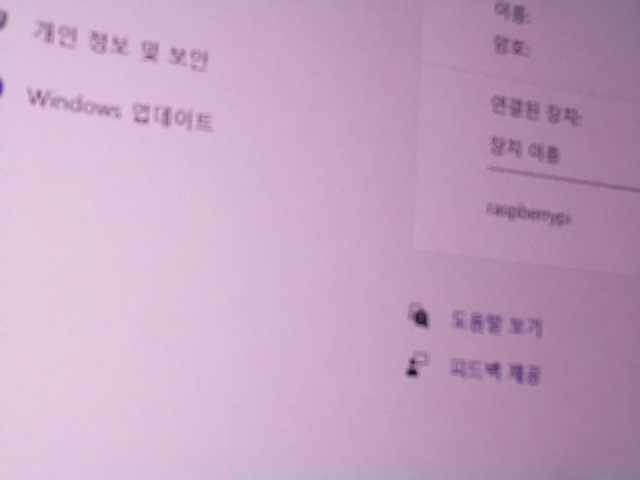 개인 정보 및 보안
Windows 업데이트
이름:
암호:
연결된 장치:
장치 이름
raspberrypi
도움말 보기
피드백 제공